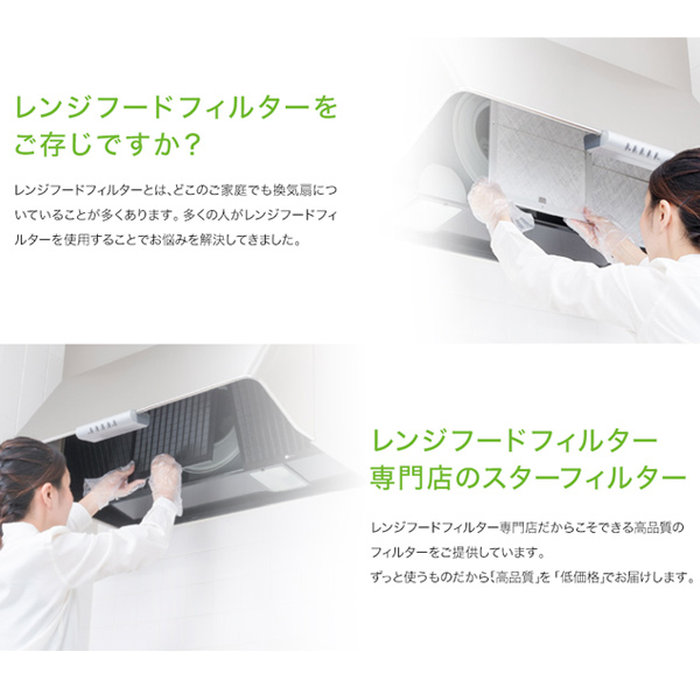 レンジフードフィルターを
ご存じですか？
レンジフードフィルターとは、どこのご家庭でも換気扇につ
いていることが多くあります。多くの人がレンジフードフィ
ルターを使用することでお悩みを解決してきました。
レンジフードフィルター
専門店のスターフィルター
レンジフードフィルター専門店だからこそできる高品質の
フィルターをご提供しています。
ずっと使うものだから、「高品質」を「低価格」でお届けします。